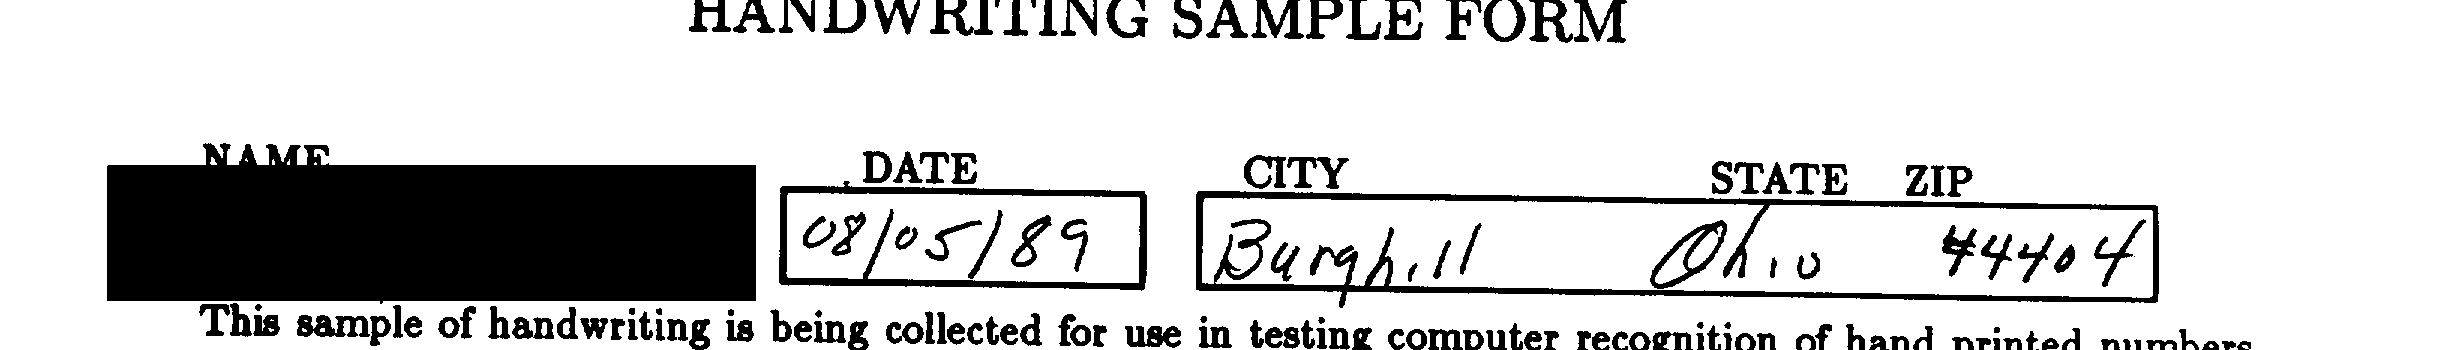 HANDWRITING SAMPLE FORM
NAME DATE CITY STATE ZIP
08/05/89 Burghill Ohio 44404
This sample of handwriting is being collected for use in testing computer recognition of hand printed numbers